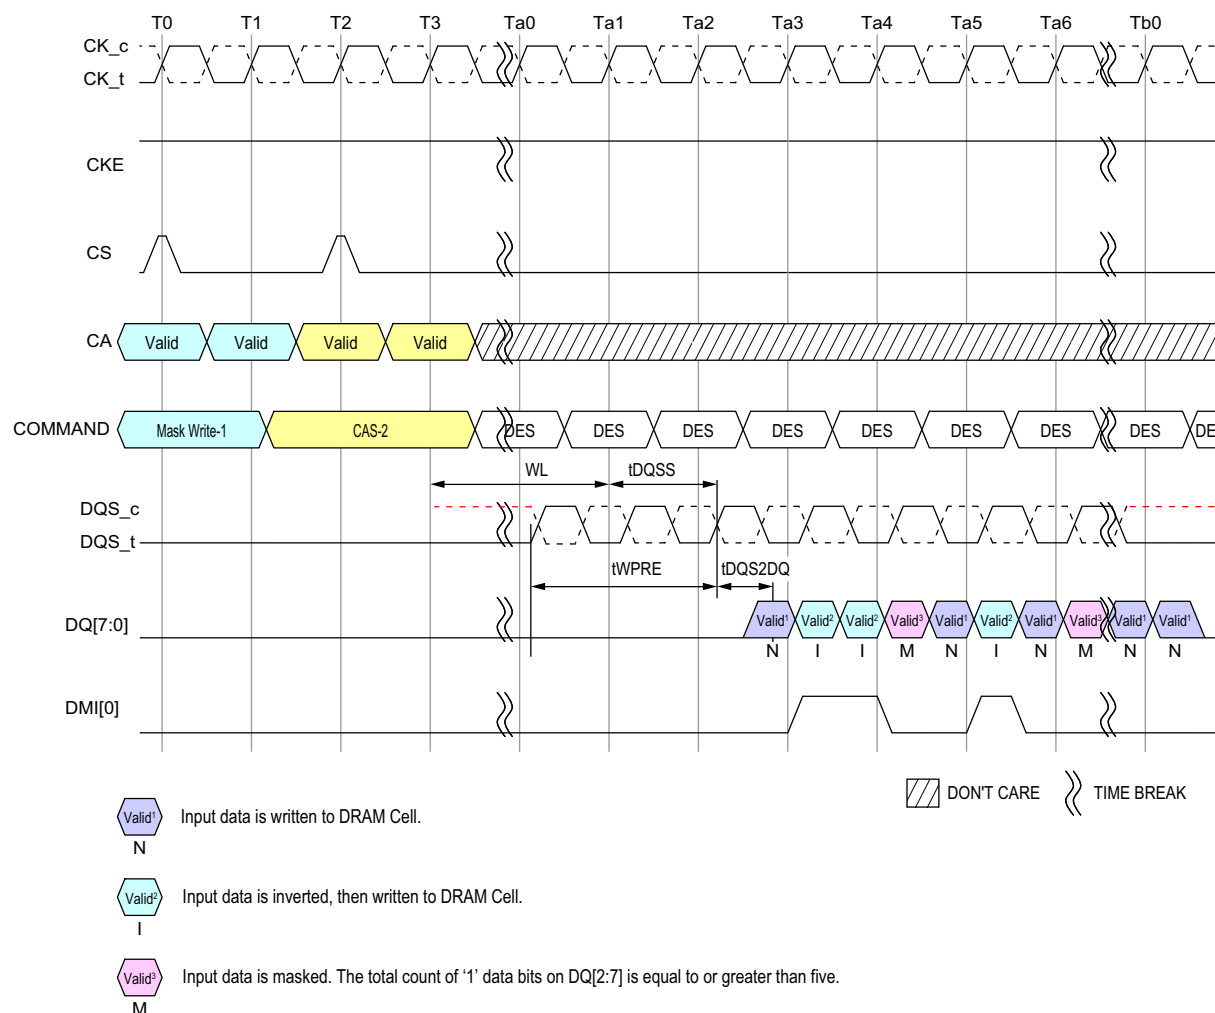 T0 T1 T2 T3 Ta0 Ta1 Ta2 Ta3 Ta4 Ta5 Ta6 Tb0
CK_c
CK_t
CKE
CS
CA Valid Valid Valid Valid
COMMAND Mask Write-1 CAS-2 DES DES DES DES DES DES DES DES DE
WL tDQSS
DQS_c
DQS_t
tWPRE tDQS2DQ
DQ[7:0] Valid¹ Valid² Valid² Valid³ Valid¹ Valid² Valid¹ Valid³ Valid¹ Valid¹
N I I M N I N M N N
DMI[0]
DON'T CARE TIME BREAK
Valid¹ Input data is written to DRAM Cell.
N
Valid² Input data is inverted, then written to DRAM Cell.
I
Valid³ Input data is masked. The total count of ‘1’ data bits on DQ[2:7] is equal to or greater than five.
M